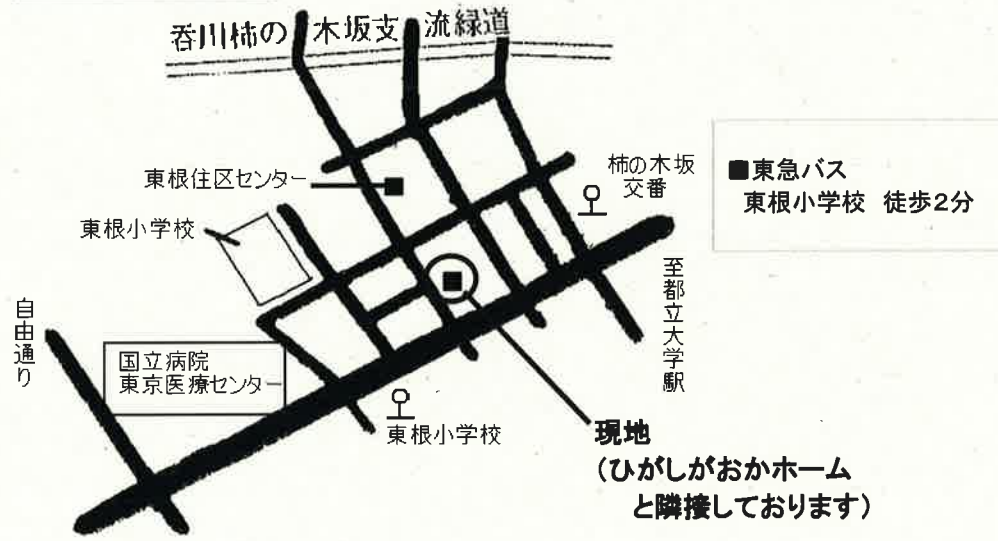 呑川柿の木坂支流緑道
東根住区センター
東根小学校
柿の木坂
交番
■東急バス
東根小学校 徒歩2分
自由通り
国立病院
東京医療センター
至都立大学駅
東根小学校
現地
(ひがしがおかホーム
と隣接しております)